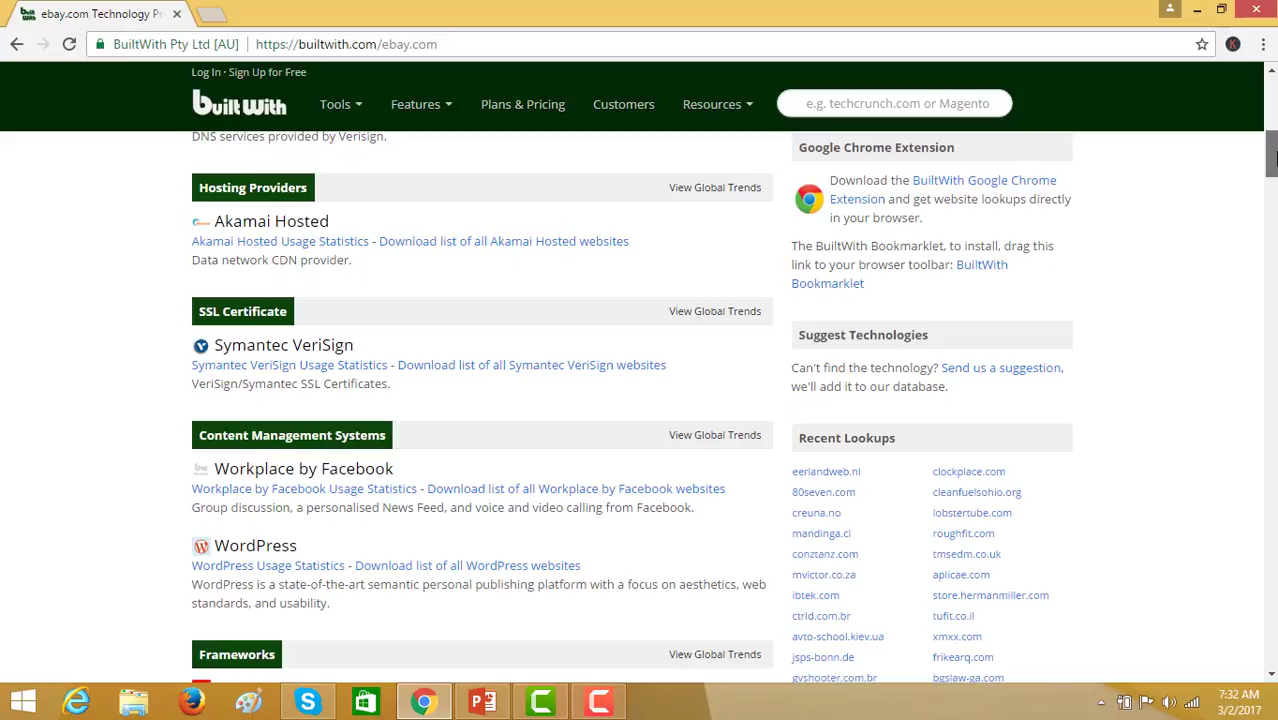 ebay.com Technology Pr
BuiltWith Pty Ltd [AU]
https://builtwith.com/ebay.com
Log In · Sign Up for Free
built With
Tools
Features
Plans & Pricing
Customers
Resources
e.g. techcrunch.com or Magento
DNS services provided by Verisign.
Hosting Providers
View Global Trends
Akamai Hosted
Akamai Hosted Usage Statistics - Download list of all Akamai Hosted websites
Data network CDN provider.
SSL Certificate
View Global Trends
Symantec VeriSign
Symantec VeriSign Usage Statistics - Download list of all Symantec VeriSign websites
VeriSign/Symantec SSL Certificates.
Content Management Systems
View Global Trends
Workplace by Facebook
Workplace by Facebook Usage Statistics - Download list of all Workplace by Facebook websites
Group discussion, a personalised News Feed, and voice and video calling from Facebook.
WordPress
WordPress Usage Statistics - Download list of all WordPress websites
WordPress is a state-of-the-art semantic personal publishing platform with a focus on aesthetics, web
standards, and usability.
Frameworks
View Global Trends
Google Chrome Extension
Download the BuiltWith Google Chrome
Extension and get website lookups directly
in your browser.
The BuiltWith Bookmarklet, to install, drag this
link to your browser toolbar: BuiltWith
Bookmarklet
Suggest Technologies
Can't find the technology? Send us a suggestion,
we'll add it to our database.
Recent Lookups
eerlandweb.nl
clockplace.com
80seven.com
cleanfuelsohio.org
creuna.no
lobstertube.com
mandinga.cl
roughfit.com
conztanz.com
tmsedm.co.uk
mvictor.co.za
aplicae.com
ibtek.com
store.hermanmiller.com
ctrld.com.br
tufit.co.il
avto-school.kiev.ua
xmxx.com
jsps-bonn.de
frikearq.com
gvshooter.com.br
bgslaw-ga.com
7:32 AM
3/2/2017